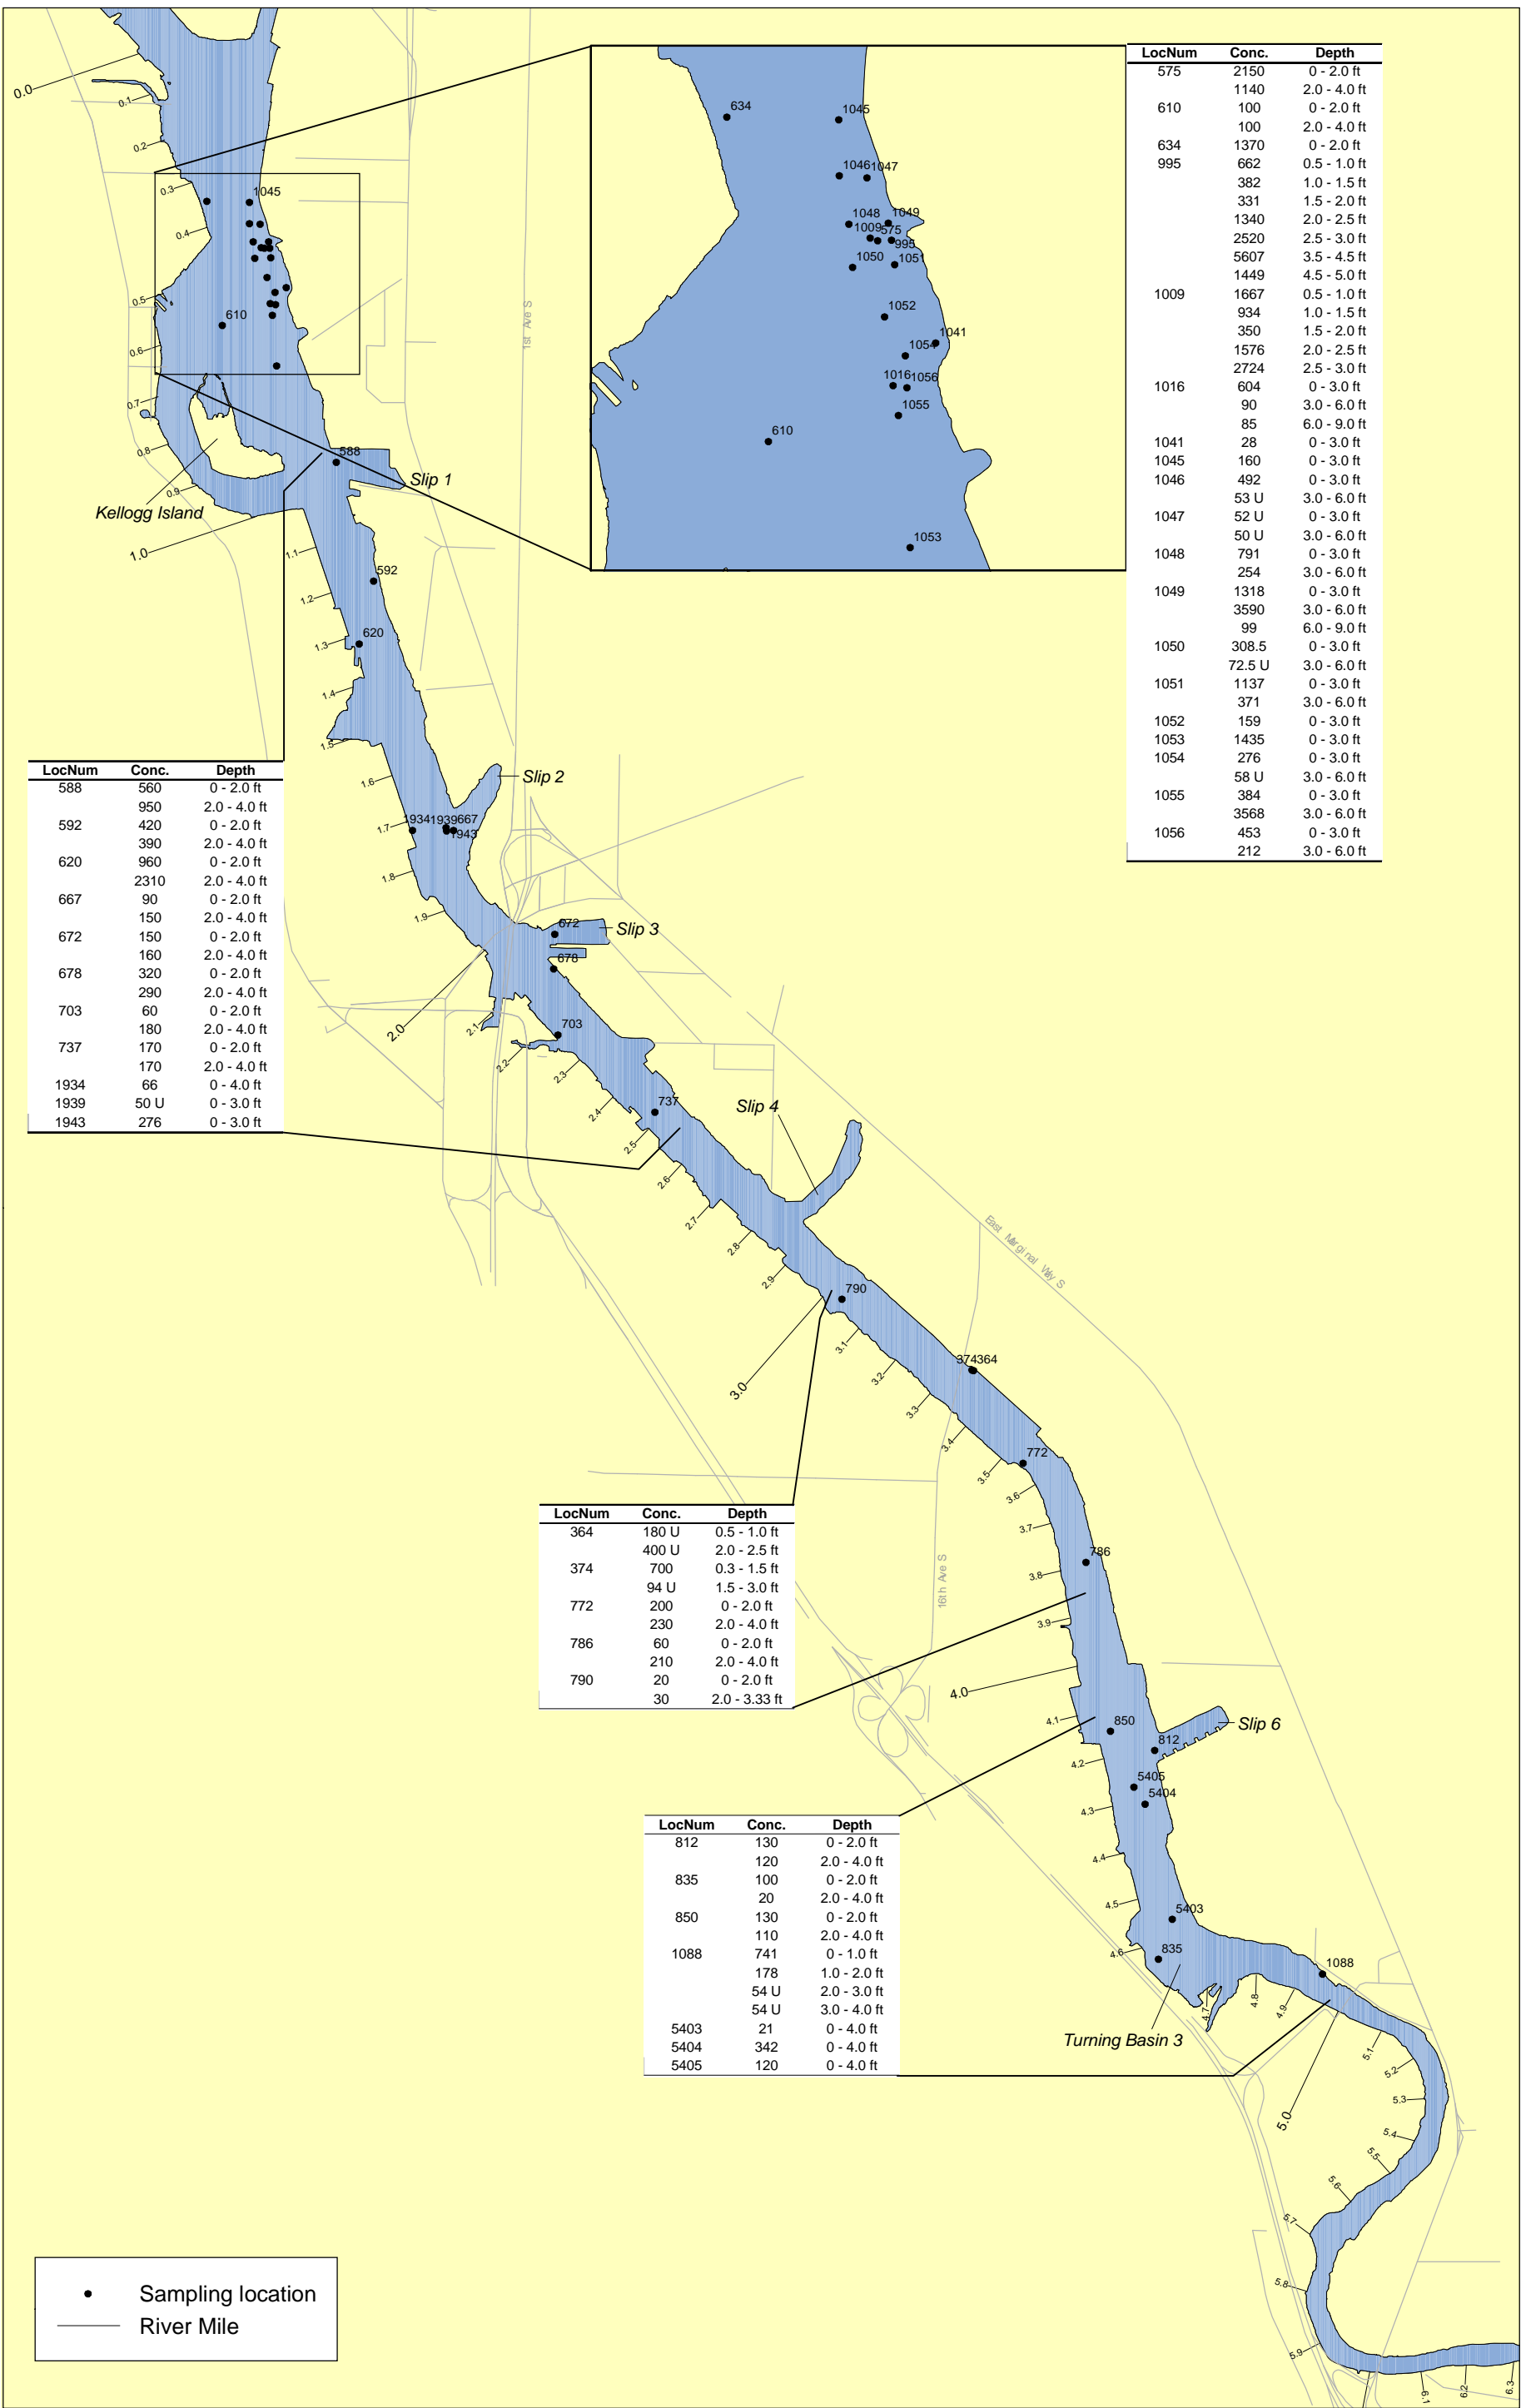 0.0
0.1
0.2
0.3
0.4
0.5
0.6
0.7
0.8
0.9
1.0
1045
610
Kellogg Island
588
Slip 1
1st Ave S
634
1045
1046 1047
1048 1049
1009 575
995
1050 1051
1052
1041
1054
1016 1056
1055
610
1053
LocNum Conc. Depth
575 2150 0 - 2.0 ft
1140 2.0 - 4.0 ft
610 100 0 - 2.0 ft
100 2.0 - 4.0 ft
634 1370 0 - 2.0 ft
995 662 0.5 - 1.0 ft
382 1.0 - 1.5 ft
331 1.5 - 2.0 ft
1340 2.0 - 2.5 ft
2520 2.5 - 3.0 ft
5607 3.5 - 4.5 ft
1449 4.5 - 5.0 ft
1009 1667 0.5 - 1.0 ft
934 1.0 - 1.5 ft
350 1.5 - 2.0 ft
1576 2.0 - 2.5 ft
2724 2.5 - 3.0 ft
1016 604 0 - 3.0 ft
90 3.0 - 6.0 ft
85 6.0 - 9.0 ft
1041 28 0 - 3.0 ft
1045 160 0 - 3.0 ft
1046 492 0 - 3.0 ft
53 U 3.0 - 6.0 ft
1047 52 U 0 - 3.0 ft
50 U 3.0 - 6.0 ft
1048 791 0 - 3.0 ft
254 3.0 - 6.0 ft
1049 1318 0 - 3.0 ft
3590 3.0 - 6.0 ft
99 6.0 - 9.0 ft
1050 308.5 0 - 3.0 ft
72.5 U 3.0 - 6.0 ft
1051 1137 0 - 3.0 ft
371 3.0 - 6.0 ft
1052 159 0 - 3.0 ft
1053 1435 0 - 3.0 ft
1054 276 0 - 3.0 ft
58 U 3.0 - 6.0 ft
1055 384 0 - 3.0 ft
3568 3.0 - 6.0 ft
1056 453 0 - 3.0 ft
212 3.0 - 6.0 ft
1.1
592
1.2
620
1.3
1.4
1.5
1.6
Slip 2
1.7
1934 1939 667
1943
1.8
1.9
LocNum Conc. Depth
588 560 0 - 2.0 ft
950 2.0 - 4.0 ft
592 420 0 - 2.0 ft
390 2.0 - 4.0 ft
620 960 0 - 2.0 ft
2310 2.0 - 4.0 ft
667 90 0 - 2.0 ft
150 2.0 - 4.0 ft
672 150 0 - 2.0 ft
160 2.0 - 4.0 ft
678 320 0 - 2.0 ft
290 2.0 - 4.0 ft
703 60 0 - 2.0 ft
180 2.0 - 4.0 ft
737 170 0 - 2.0 ft
170 2.0 - 4.0 ft
1934 66 0 - 4.0 ft
1939 50 U 0 - 3.0 ft
1943 276 0 - 3.0 ft
672
Slip 3
678
2.0
2.1
703
2.2
2.3
2.4
737
2.5
2.6
2.7
2.8
2.9
Slip 4
East Marginal Way S
790
3.0
3.1
3.2
374 364
3.3
3.4
772
3.5
3.6
3.7
786
3.8
3.9
16th Ave S
LocNum Conc. Depth
364 180 U 0.5 - 1.0 ft
400 U 2.0 - 2.5 ft
374 700 0.3 - 1.5 ft
94 U 1.5 - 3.0 ft
772 200 0 - 2.0 ft
230 2.0 - 4.0 ft
786 60 0 - 2.0 ft
210 2.0 - 4.0 ft
790 20 0 - 2.0 ft
30 2.0 - 3.33 ft
4.0
4.1
850
Slip 6
812
4.2
5405
5404
4.3
4.4
4.5
5403
4.6
835
1088
4.7
4.8
4.9
Turning Basin 3
LocNum Conc. Depth
812 130 0 - 2.0 ft
120 2.0 - 4.0 ft
835 100 0 - 2.0 ft
20 2.0 - 4.0 ft
850 130 0 - 2.0 ft
110 2.0 - 4.0 ft
1088 741 0 - 1.0 ft
178 1.0 - 2.0 ft
54 U 2.0 - 3.0 ft
54 U 3.0 - 4.0 ft
5403 21 0 - 4.0 ft
5404 342 0 - 4.0 ft
5405 120 0 - 4.0 ft
5.0
5.1
5.2
5.3
5.4
5.5
5.6
5.7
5.8
5.9
6.1
6.2
6.3
Sampling location
River Mile